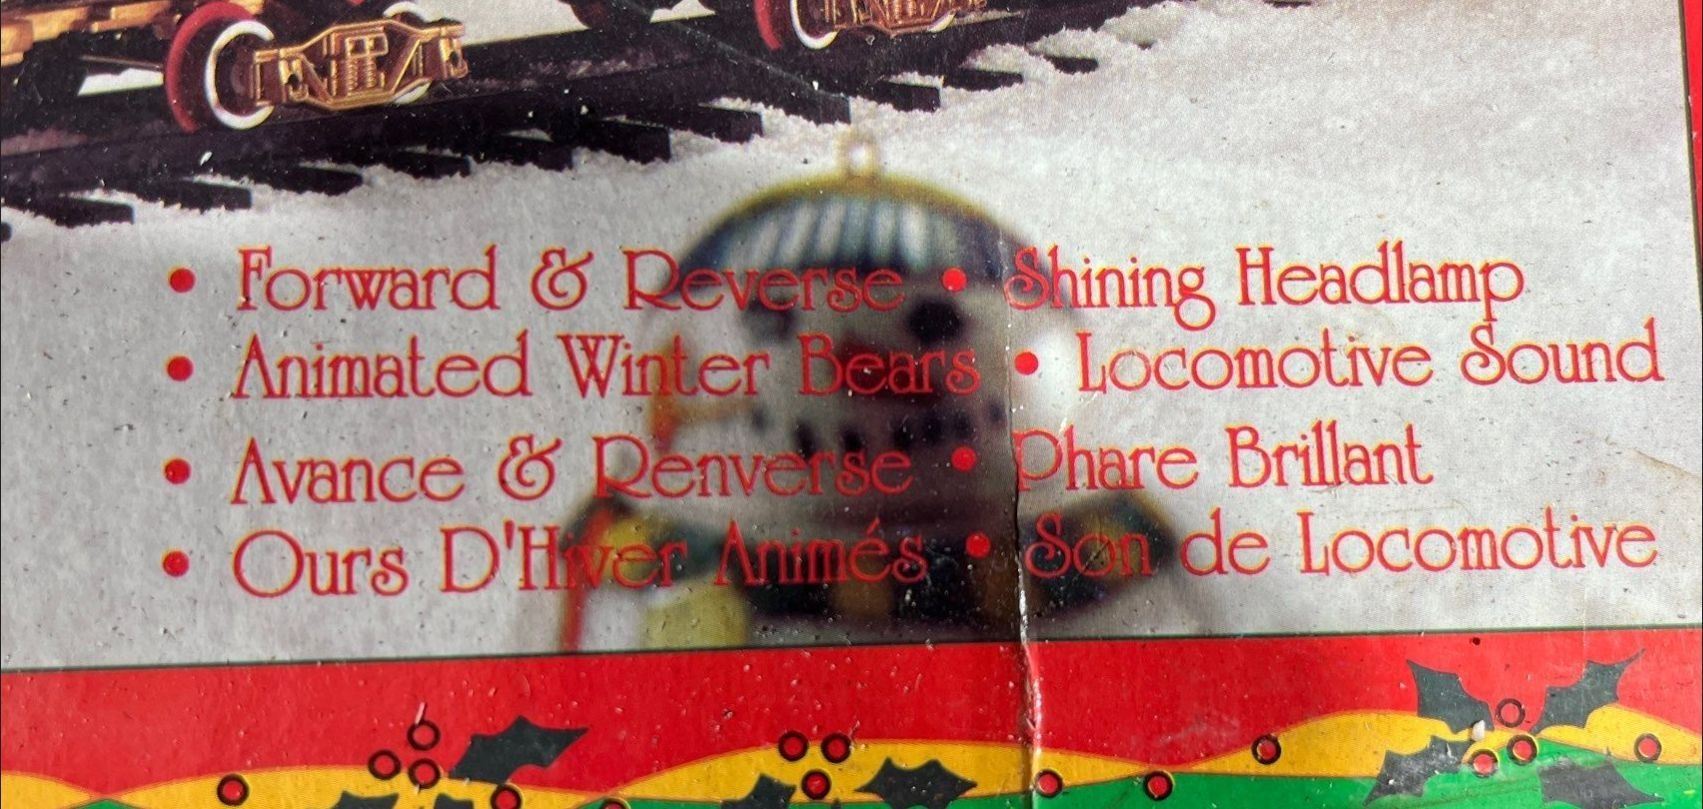 • Forward & Reverse • Shining Headlamp
• Animated Winter Bears • Locomotive Sound
• Avance & Renverse • Phare Brillant
• Ours D'Hiver Animés • Son de Locomotive